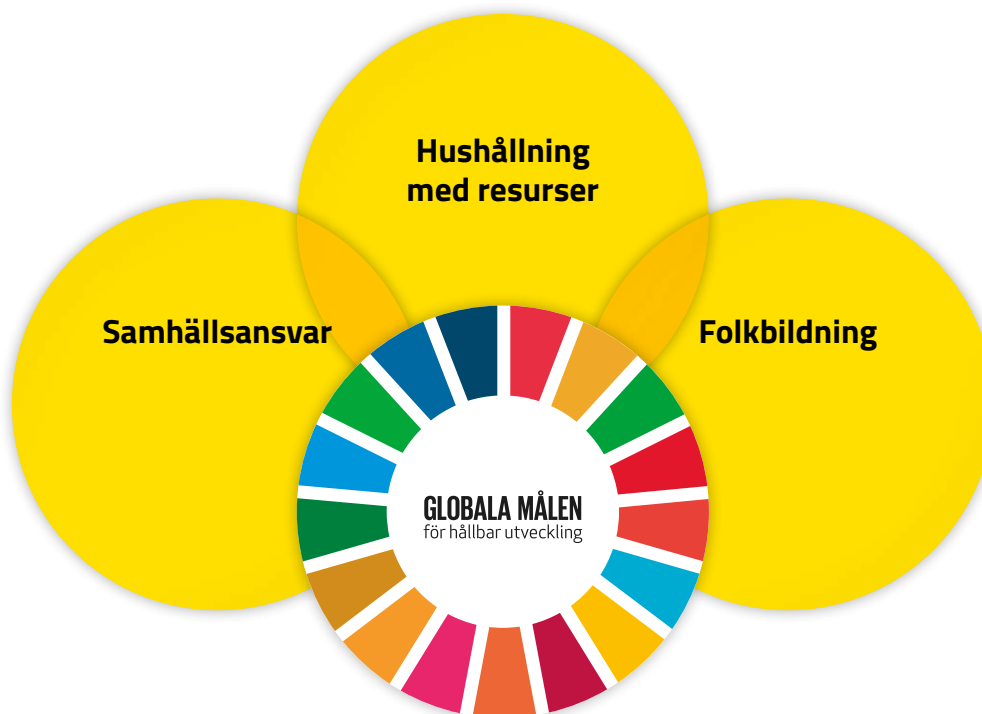 Hushållning
med resurser
Samhällsansvar
Folkbildning
GLOBALA MÅLEN
för hållbar utveckling